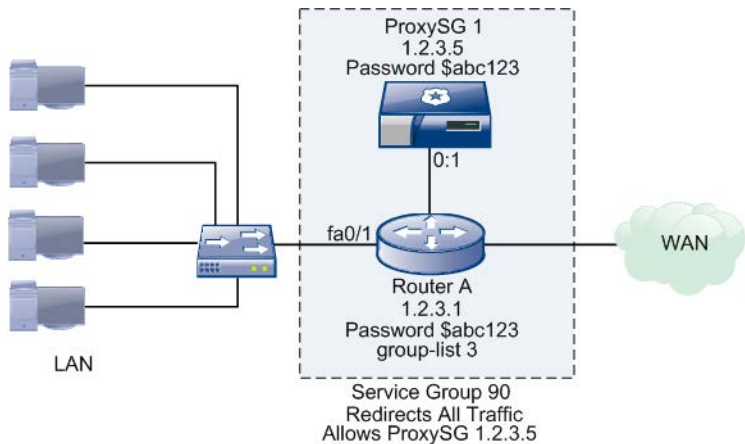 ProxySG 1
1.2.3.5
Password $abc123
0:1
fa0/1
WAN
Router A
1.2.3.1
Password $abc123
group-list 3
LAN
Service Group 90
Redirects All Traffic
Allows ProxySG 1.2.3.5